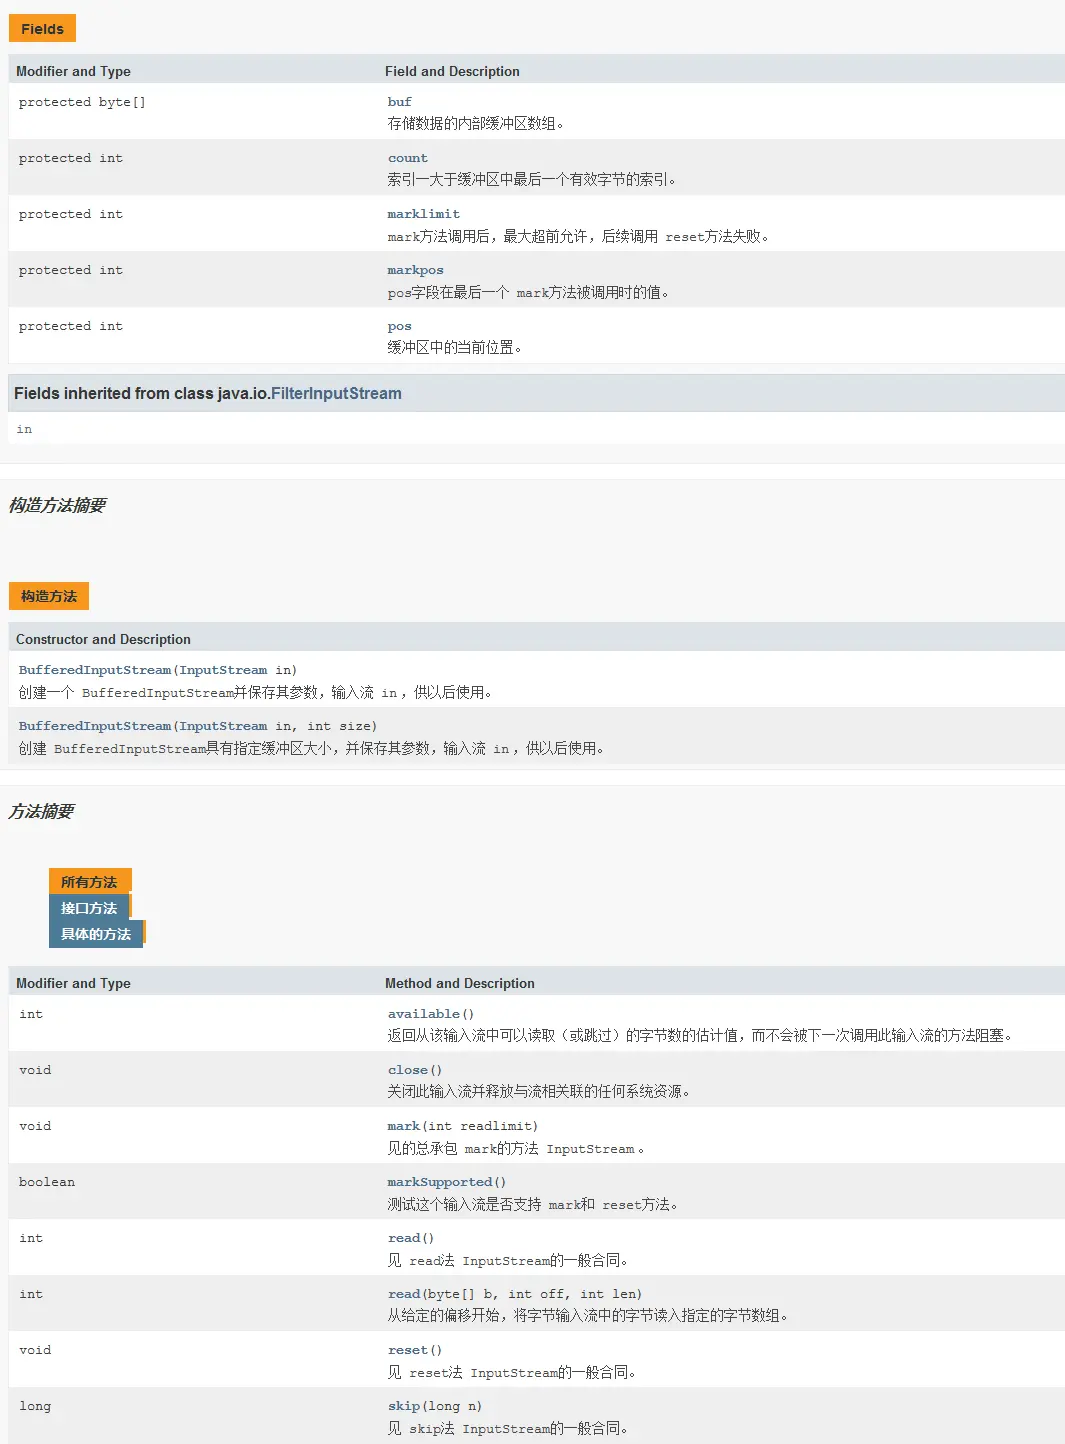 Fields
Modifier and Type Field and Description
protected byte[] buf
存储数据的内部缓冲区数组。
protected int count
索引一大于缓冲区中最后一个有效字节的索引。
protected int marklimit
mark方法调用后，最大超前允许，后续调用 reset方法失败。
protected int markpos
pos字段在最后一个 mark方法被调用时的值。
protected int pos
缓冲区中的当前位置。
Fields inherited from class java.io.FilterInputStream
in
构造方法摘要
构造方法
Constructor and Description
BufferedInputStream(InputStream in)
创建一个 BufferedInputStream并保存其参数，输入流 in ，供以后使用。
BufferedInputStream(InputStream in, int size)
创建 BufferedInputStream具有指定缓冲区大小，并保存其参数，输入流 in ，供以后使用。
方法摘要
所有方法
接口方法
具体的方法
Modifier and Type Method and Description
int available()
返回从该输入流中可以读取（或跳过）的字节数的估计值，而不会被下一次调用此输入流的方法阻塞。
void close()
关闭此输入流并释放与流相关联的任何系统资源。
void mark(int readlimit)
见的总承包 mark的方法 InputStream 。
boolean markSupported()
测试这个输入流是否支持 mark和 reset方法。
int read()
见 read法 InputStream的一般合同。
int read(byte[] b, int off, int len)
从给定的偏移开始，将字节输入流中的字节读入指定的字节数组。
void reset()
见 reset法 InputStream的一般合同。
long skip(long n)
见 skip法 InputStream的一般合同。